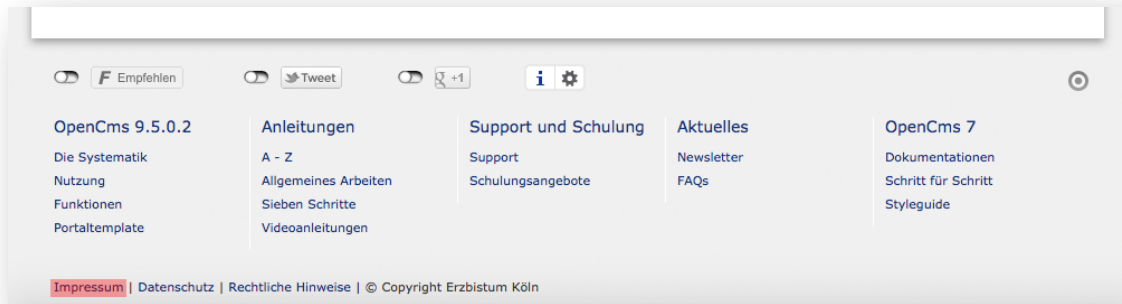 Empfehlen Tweet +1
OpenCms 9.5.0.2
Die Systematik
Nutzung
Funktionen
Portaltemplate
Anleitungen
A - Z
Allgemeines Arbeiten
Sieben Schritte
Videoanleitungen
Support und Schulung
Support
Schulungsangebote
Aktuelles
Newsletter
FAQs
OpenCms 7
Dokumentationen
Schritt für Schritt
Styleguide
Impressum | Datenschutz | Rechtliche Hinweise | © Copyright Erzbistum Köln